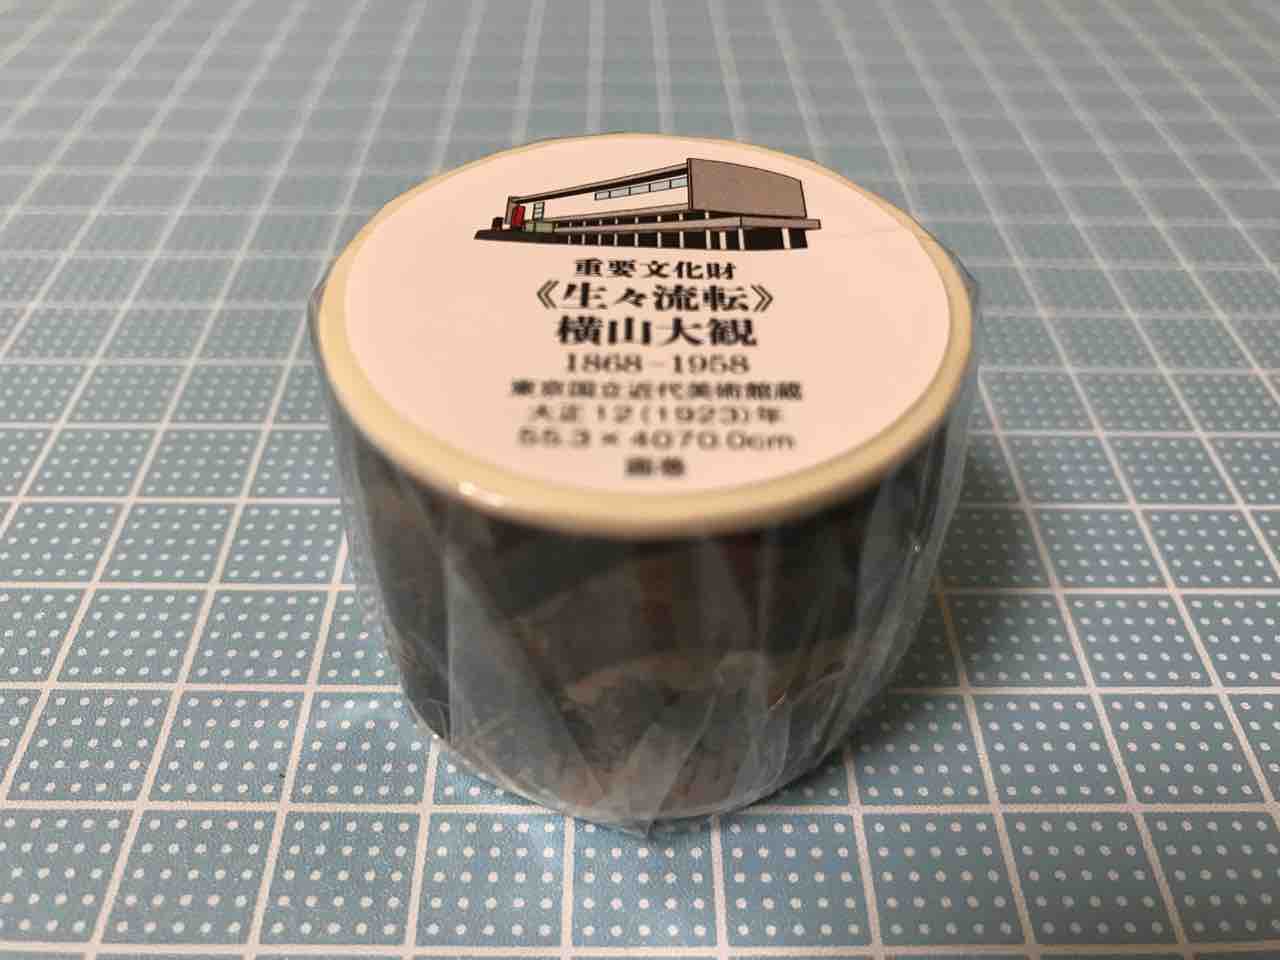 重要文化財
《生々流転》
横山大観
1868-1958
東京国立近代美術館蔵
大正12(1923)年
55.3×4070.0cm
画巻